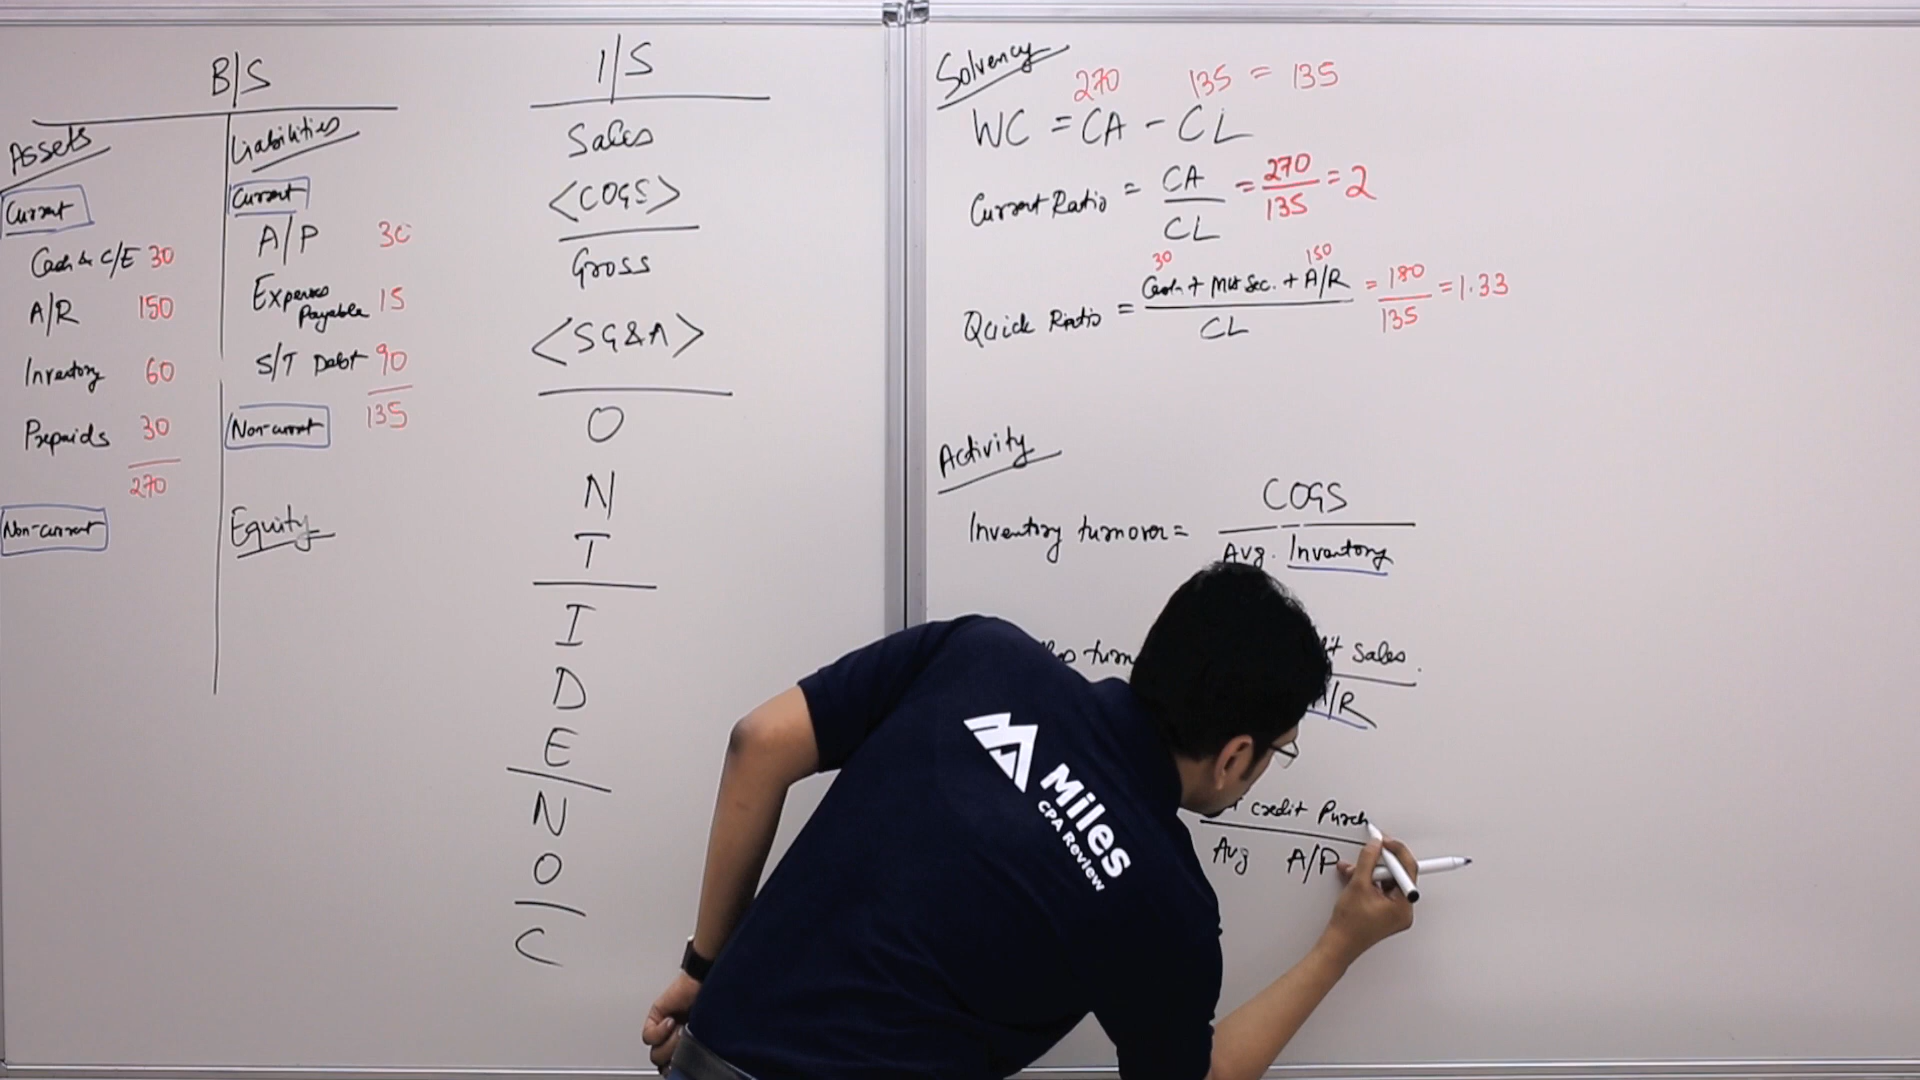 B/S
Assets
Liabilities
Current
Current
Cash & C/E 30
A/P 30
A/R 150
Expenses Payable 15
Inventory 60
S/T Debt 90
135
Prepaids 30
270
Non-current
Non-current
Equity
I/S
Sales
<COGS>
Gross
<SG&A>
O
N
T
I
D
E
N
O
C
Solvency
270 135 = 135
WC = CA - CL
Current Ratio = CA / CL = 270 / 135 = 2
30 150
Quick Ratio = Cash + Mkt Sec. + A/R / CL = 180 / 135 = 1.33
Activity
Inventory turnover = COGS
Avg. Inventory
turn
Sales
A/R
credit Purch
Avg A/P
Miles
CPA Review